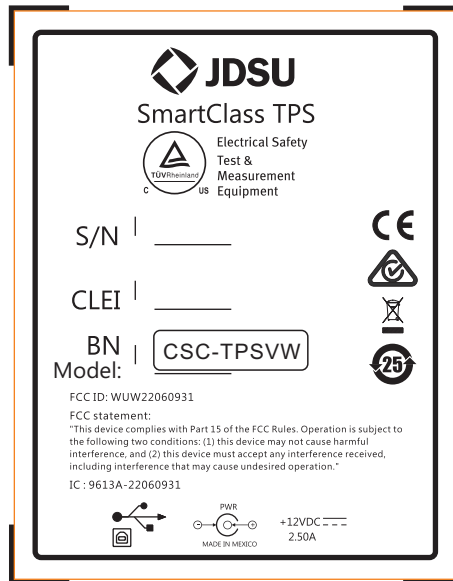 JDSU
SmartClass TPS
TÜVRheinland
C US
Electrical Safety
Test &
Measurement
Equipment
S/N
CE
CLEI
BN
Model:
CSC-TPSVW
25
FCC ID: WUW22060931
FCC statement:
"This device complies with Part 15 of the FCC Rules. Operation is subject to
the following two conditions: (1) this device may not cause harmful
interference, and (2) this device must accept any interference received,
including interference that may cause undesired operation."
IC : 9613A-22060931
PWR
MADE IN MEXICO
+12VDC
2.50A